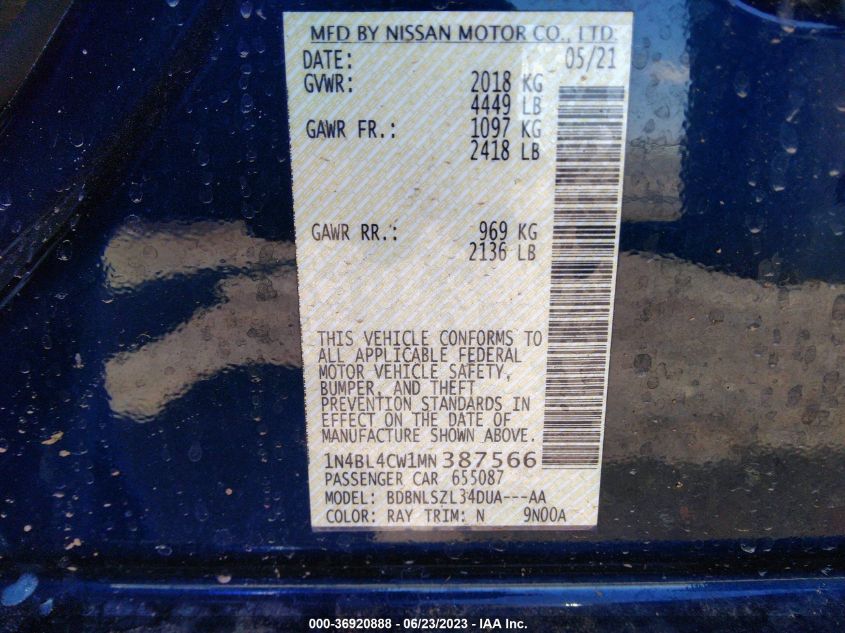 MFD BY NISSAN MOTOR CO., LTD.
DATE: 05/21
GVWR: 2018 KG
4449 LB
GAWR FR.: 1097 KG
2418 LB
GAWR RR.: 969 KG
2136 LB
THIS VEHICLE CONFORMS TO
ALL APPLICABLE FEDERAL
MOTOR VEHICLE SAFETY,
BUMPER, AND THEFT
PREVENTION STANDARDS IN
EFFECT ON THE DATE OF
MANUFACTURE SHOWN ABOVE.
1N4BL4CW1MN387566
PASSENGER CAR 655087
MODEL: BDBNLSZL34DUA---AA
COLOR: RAY TRIM: N 9N00A
000-36920888 - 06/23/2023 - IAA Inc.